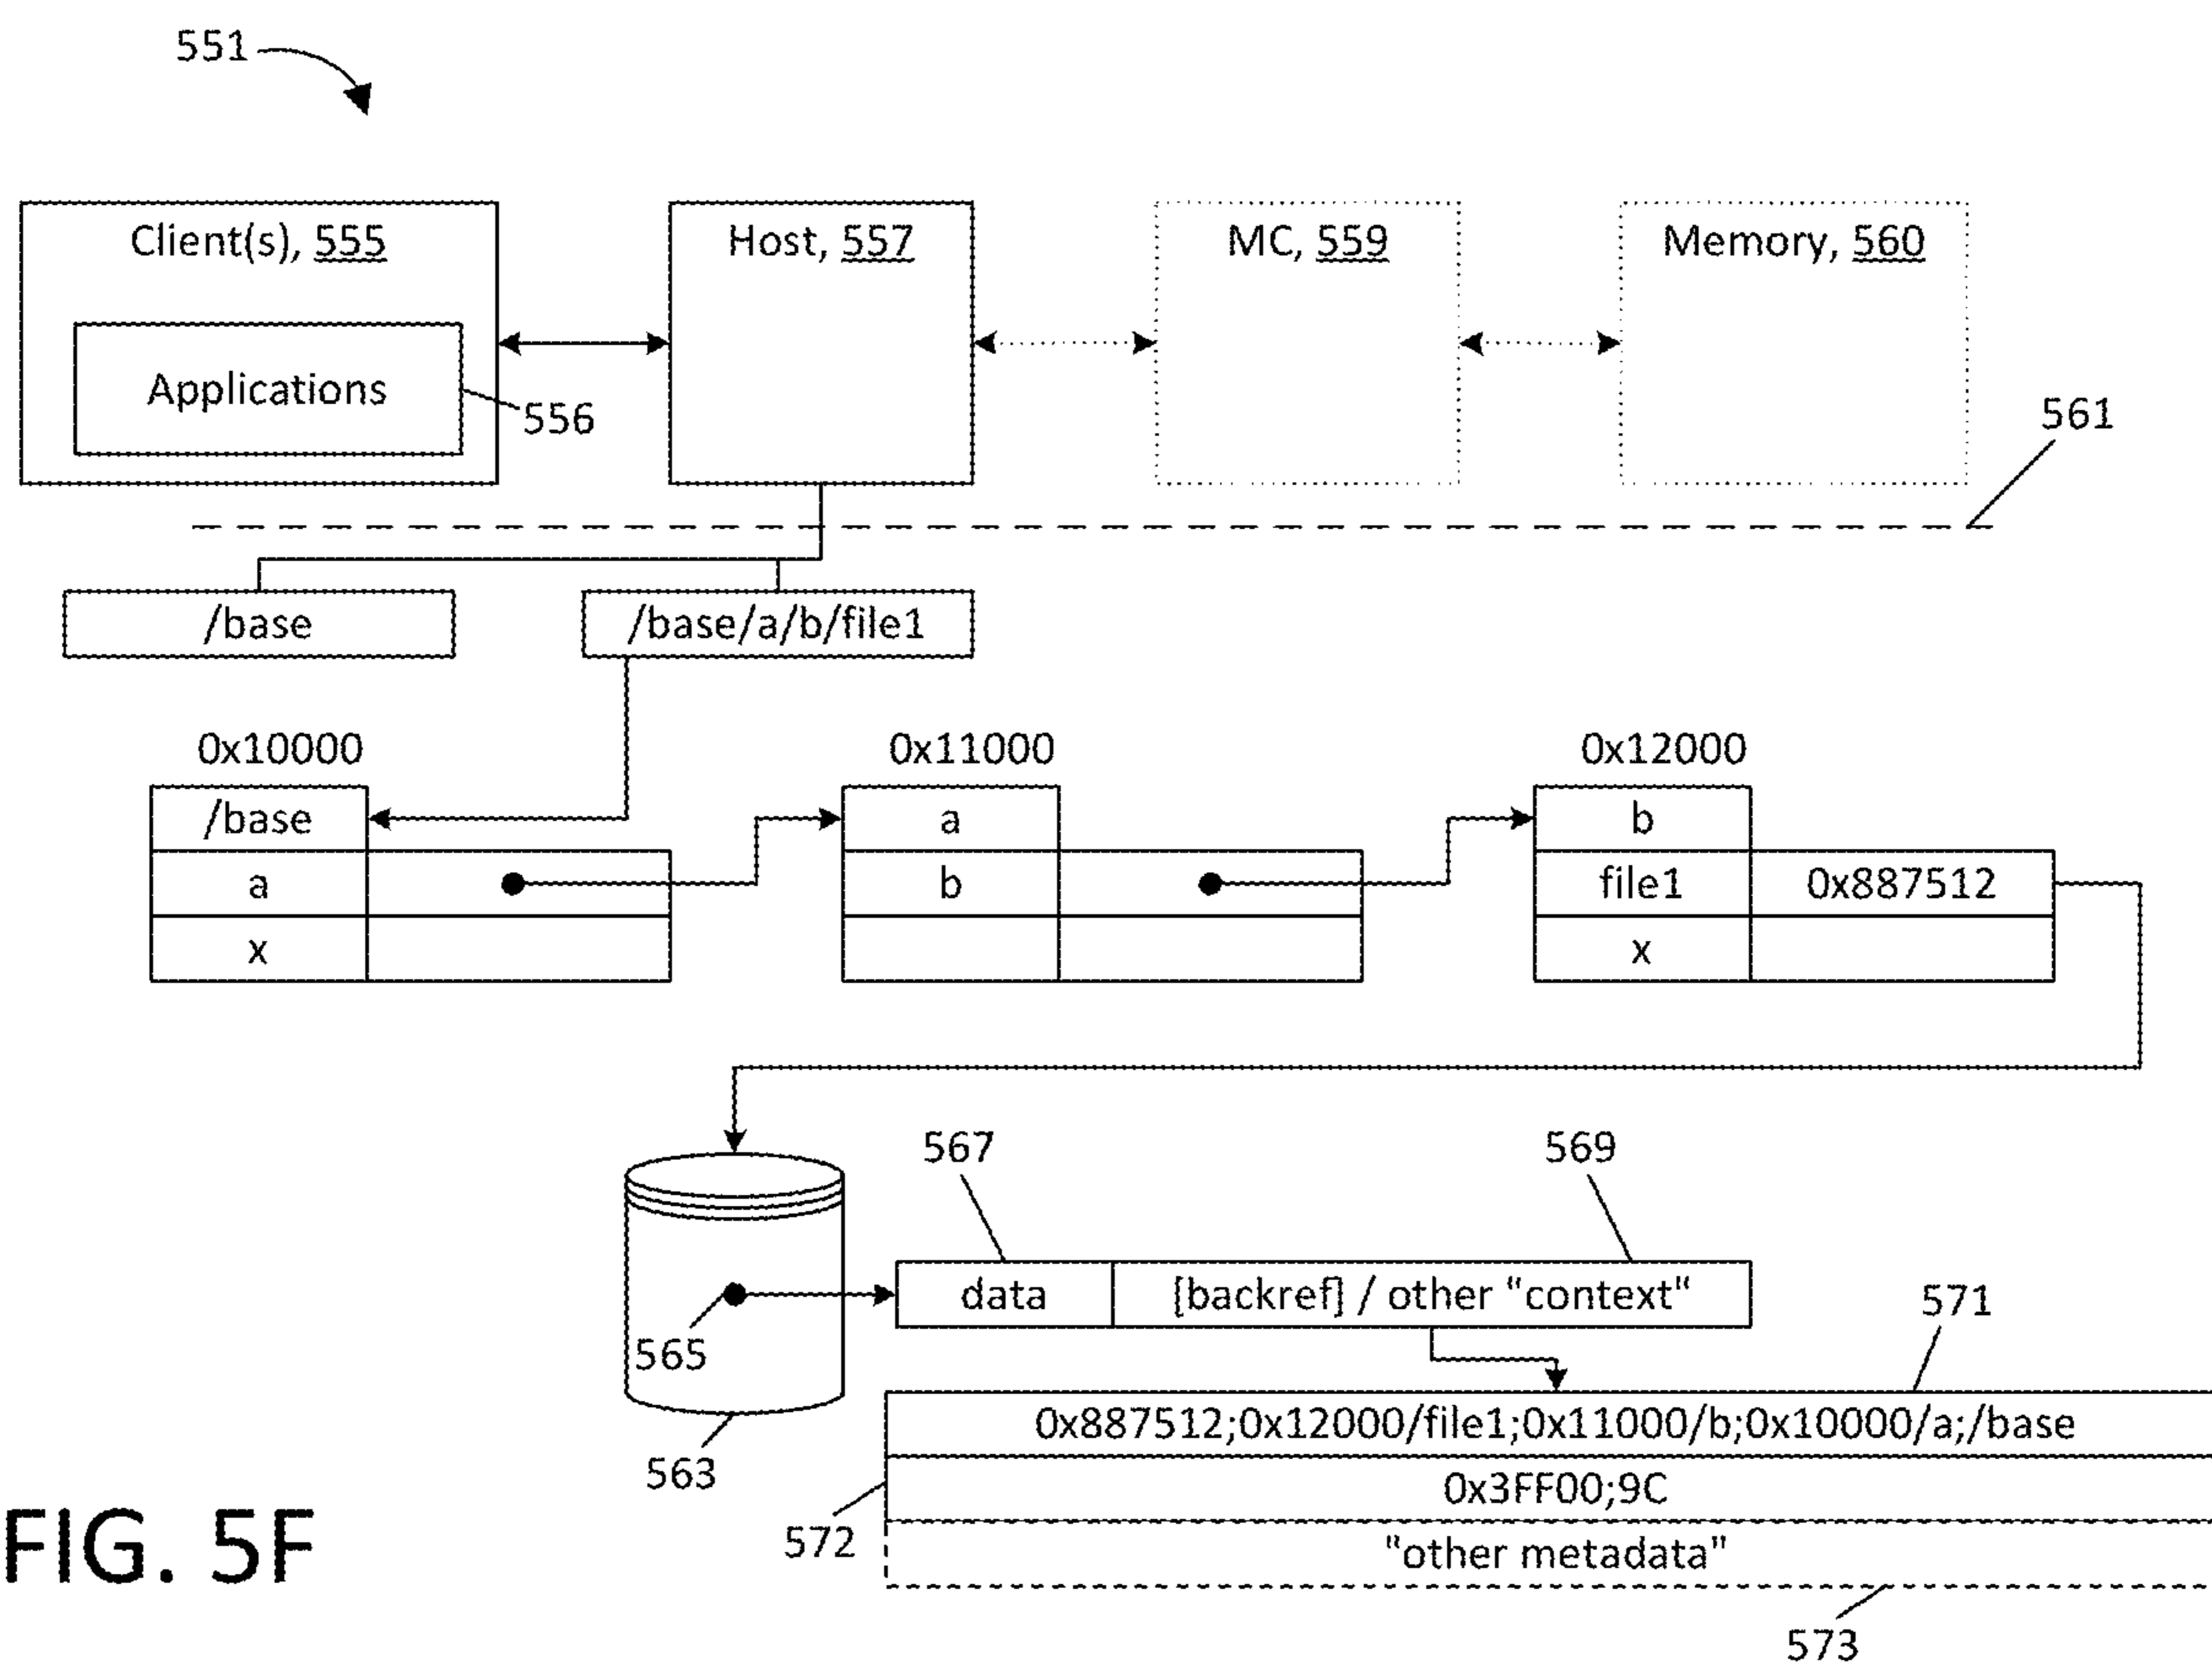 551
Client(s), 555
Host, 557
MC, 559
Memory, 560
Applications
556
561
/base
/base/a/b/file1
0x10000
0x11000
0x12000
/base
a
b
a
b
file1
0x887512
x
x
567
569
data
[backref] / other "context"
571
565
0x887512;0x12000/file1;0x11000/b;0x10000/a;/base
563
0x3FF00;9C
572
"other metadata"
573
FIG. 5F